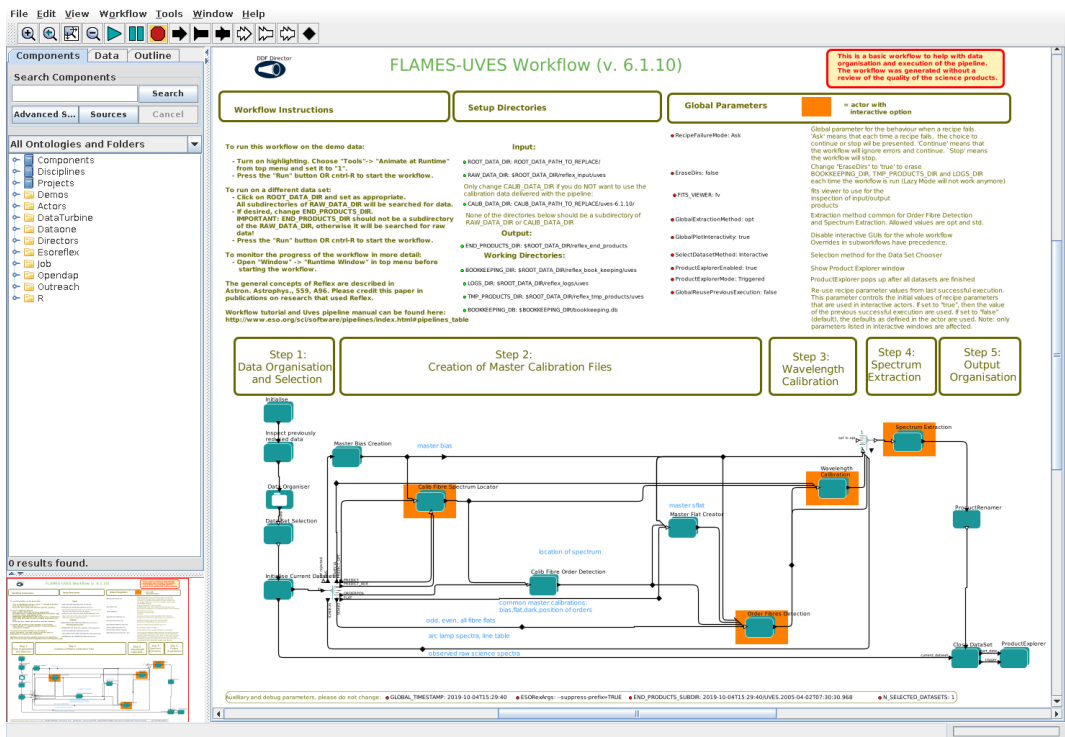 File Edit View Workflow Tools Window Help
Components Data Outline
Search Components
Search
Advanced S... Sources Cancel
All Ontologies and Folders
Components
Disciplines
Projects
Demos
Actors
DataTurbine
Dataone
Directors
Esoreflex
Job
Opendap
Outreach
R
0 results found.
DDF Director
FLAMES-UVES Workflow (v. 6.1.10)
This is a basic workflow to help with data
organisation and execution of the pipeline.
The workflow was generated without a
review of the quality of the science products.
Workflow Instructions
Setup Directories
Global Parameters
= actor with
interactive option
To run this workflow on the demo data:
- Turn on highlighting. Choose "Tools"-> "Animate at Runtime"
from top menu and set it to "1".
- Press the "Run" button OR cntrl-R to start the workflow.
To run on a different data set:
- Click on ROOT_DATA_DIR and set as appropriate.
All subdirectories of RAW_DATA_DIR will be searched for data.
- If desired, change END_PRODUCTS_DIR.
IMPORTANT: END_PRODUCTS_DIR should not be a subdirectory
of the RAW_DATA_DIR, otherwise it will be searched for raw
data!
- Press the "Run" button OR cntrl-R to start the workflow.
To monitor the progress of the workflow in more detail:
- Open "Window" -> "Runtime Window" in top menu before
starting the workflow.
The general concepts of Reflex are described in
Astron. Astrophys., 559, A96. Please credit this paper in
publications on research that used Reflex.
Workflow tutorial and Uves pipeline manual can be found here:
http://www.eso.org/sci/software/pipelines/index.html#pipelines_table
Input:
ROOT_DATA_DIR: ROOT_DATA_PATH_TO_REPLACE/
RAW_DATA_DIR: $ROOT_DATA_DIR/reflex_input/uves
Only change CALIB_DATA_DIR if you do NOT want to use the
calibration data delivered with the pipeline:
CALIB_DATA_DIR: CALIB_DATA_PATH_TO_REPLACE/uves-6.1.10/
None of the directories below should be a subdirectory of
RAW_DATA_DIR or CALIB_DATA_DIR.
Output:
END_PRODUCTS_DIR: $ROOT_DATA_DIR/reflex_end_products
Working Directories:
BOOKKEEPING_DIR: $ROOT_DATA_DIR/reflex_book_keeping/uves
LOGS_DIR: $ROOT_DATA_DIR/reflex_logs/uves
TMP_PRODUCTS_DIR: $ROOT_DATA_DIR/reflex_tmp_products/uves
BOOKKEEPING_DB: $BOOKKEEPING_DIR/bookkeeping.db
RecipeFailureMode: Ask
EraseDirs: false
FITS_VIEWER: fv
GlobalExtractionMethod: opt
GlobalPlotInteractivity: true
SelectDatasetMethod: Interactive
ProductExplorerEnabled: true
ProductExplorerMode: Triggered
GlobalReusePreviousExecution: false
Global parameter for the behaviour when a recipe fails.
'Ask' means that each time a recipe fails, the choice to
continue or stop wil be presented. 'Continue' means that
the workflow will ignore errors and continue. `Stop' means
the workflow will stop.
Change "EraseDirs" to 'true' to erase
BOOKKEEPING_DIR, TMP_PRODUCTS_DIR and LOGS_DIR
each time the workflow is run (Lazy Mode will not work anymore)
fits viewer to use for the
inspection of input/output
products
Extraction method common for Order Fibre Detection
and Spectrum Extraction. Allowed values are opt and std.
Disable interactive GUIs for the whole workflow
Overrides in subworkflows have precedence.
Selection method for the Data Set Chooser
Show Product Explorer window
ProductExplorer pops up after all datasets are finished
Re-use recipe parameter values from last successful execution.
This parameter controls the initial values of recipe parameters
that are used in interactive actors. If set to "true", then the value
of the previous successful execution are used. If set to "false"
(default), the defaults as defined in the actor are used. Note: only
parameters listed in interactive windows are affected.
Step 1:
Data Organisation
and Selection
Step 2:
Creation of Master Calibration Files
Step 3:
Wavelength
Calibration
Step 4:
Spectrum
Extraction
Step 5:
Output
Organisation
Initialise
Inspect previously
reduced data
Data Organiser
Data Set Selection
Initialise Current Dataset
Master Bias Creation
master bias
Calib Fibre Spectrum Locator
location of spectrum
Calib Fibre Order Detection
master sflat
Master Flat Creator
Wavelength
Calibration
Spectrum Extraction
Order Fibres Detection
ProductRenamer
Close DataSet
ProductExplorer
common master calibrations:
bias,flat,dark,position of orders
odd, even, all fibre flats
arc lamp spectra, line table
observed raw science spectra
current_dataset
Auxiliary and debug parameters, please do not change:
GLOBAL_TIMESTAMP: 2019-10-04T15:29:40
ESORexArgs: --suppress-prefix=TRUE
END_PRODUCTS_SUBDIR: 2019-10-04T15:29:40/UVES.2005-04-02T07:30:30.968
N_SELECTED_DATASETS: 1